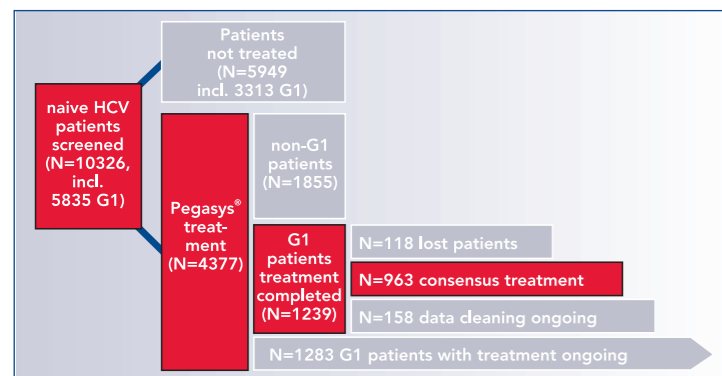 Patients
not treated
(N=5949
incl. 3313 G1)
naive HCV
patients
screened
(N=10326,
incl.
5835 G1)
Pegasys®
treat-
ment
(N=4377)
non-G1
patients
(N=1855)
G1
patients
treatment
completed
(N=1239)
N=118 lost patients
N=963 consensus treatment
N=158 data cleaning ongoing
N=1283 G1 patients with treatment ongoing